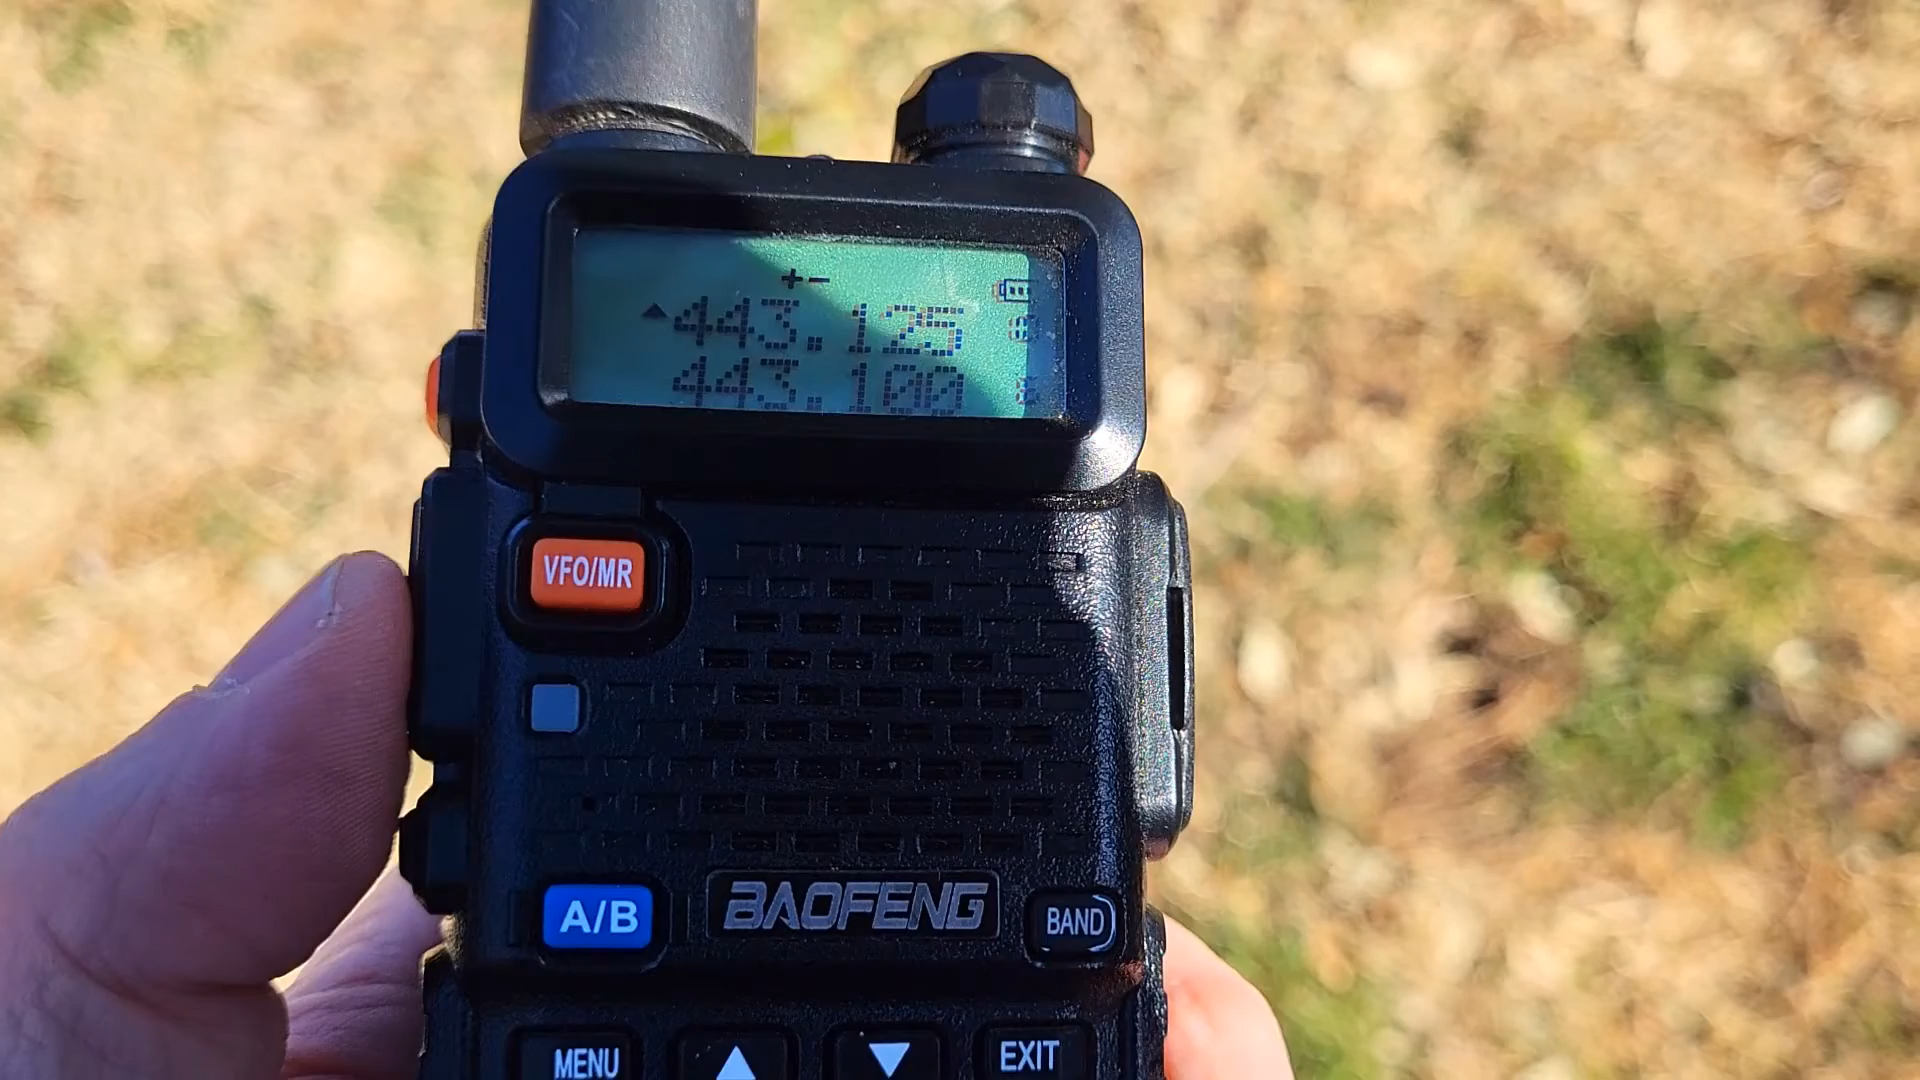 +-
▲443.125
443.100
VFO/MR
A/B
BAOFENG
BAND
MENU
▲
▼
EXIT